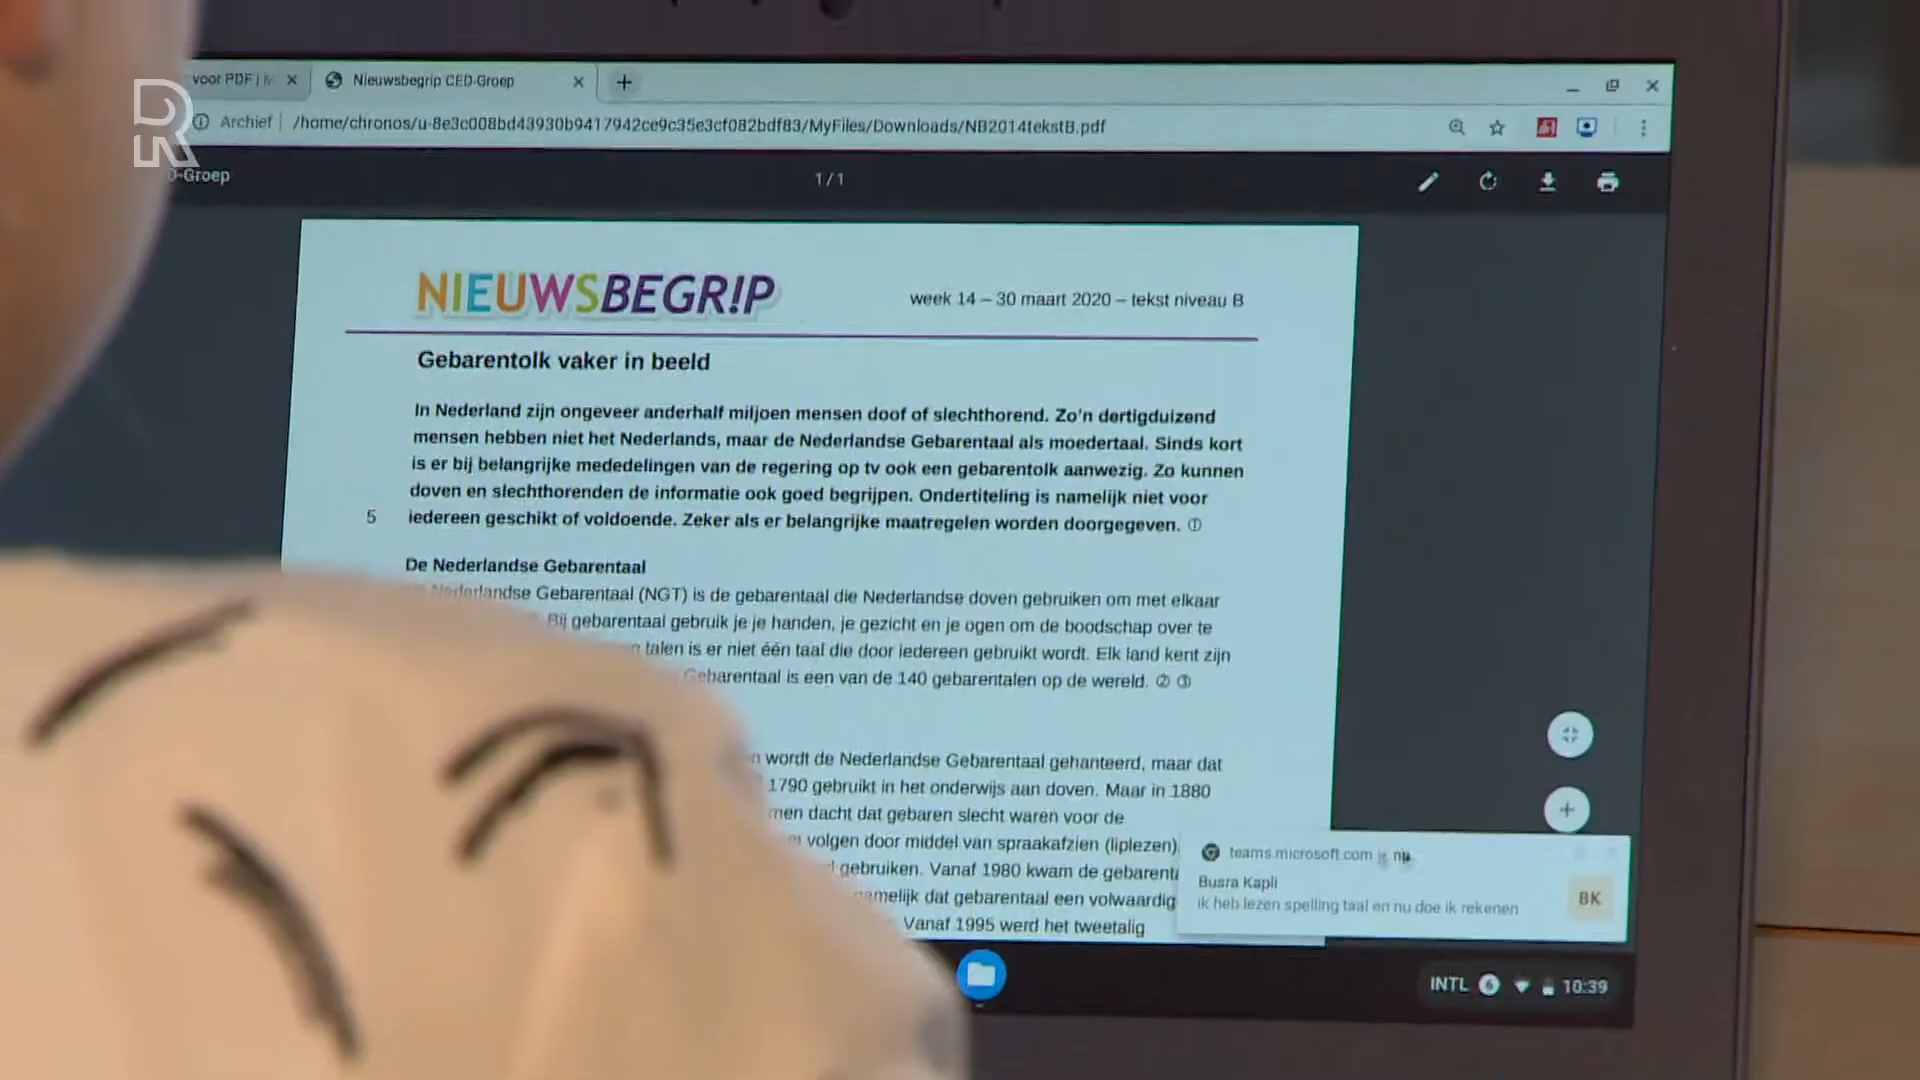 R
voor PDF | M
Nieuwsbegrip CED-Groep
Archief | /home/chronos/u-8e3c008bd43930b9417942ce9c35e3cf082bdf83/MyFiles/Downloads/NB2014tekstB.pdf
D-Groep
1 / 1
NIEUWSBEGR!P
week 14 – 30 maart 2020 – tekst niveau B
Gebarentolk vaker in beeld
In Nederland zijn ongeveer anderhalf miljoen mensen doof of slechthorend. Zo'n dertigduizend
mensen hebben niet het Nederlands, maar de Nederlandse Gebarentaal als moedertaal. Sinds kort
is er bij belangrijke mededelingen van de regering op tv ook een gebarentolk aanwezig. Zo kunnen
doven en slechthorenden de informatie ook goed begrijpen. Ondertiteling is namelijk niet voor
5 iedereen geschikt of voldoende. Zeker als er belangrijke maatregelen worden doorgegeven. ①
De Nederlandse Gebarentaal
Nederlandse Gebarentaal (NGT) is de gebarentaal die Nederlandse doven gebruiken om met elkaar
Bij gebarentaal gebruik je je handen, je gezicht en je ogen om de boodschap over te
talen is er niet één taal die door iedereen gebruikt wordt. Elk land kent zijn
Gebarentaal is een van de 140 gebarentalen op de wereld. ② ③
wordt de Nederlandse Gebarentaal gehanteerd, maar dat
1790 gebruikt in het onderwijs aan doven. Maar in 1880
men dacht dat gebaren slecht waren voor de
volgen door middel van spraakafzien (liplezen)
gebruiken. Vanaf 1980 kwam de gebarenta
amelijk dat gebarentaal een volwaardig
Vanaf 1995 werd het tweetalig
teams.microsoft.com
nu
Busra Kapli
ik heb lezen spelling taal en nu doe ik rekenen
BK
INTL 6 10:39